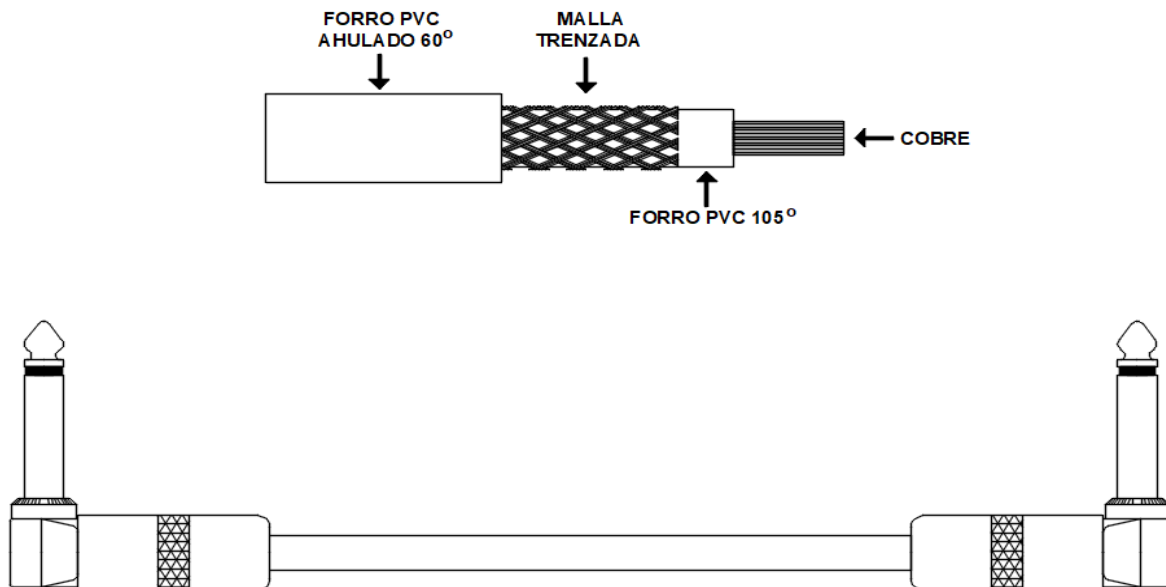 FORRO PVC
AHULADO 60°
MALLA
TRENZADA
COBRE
FORRO PVC 105°